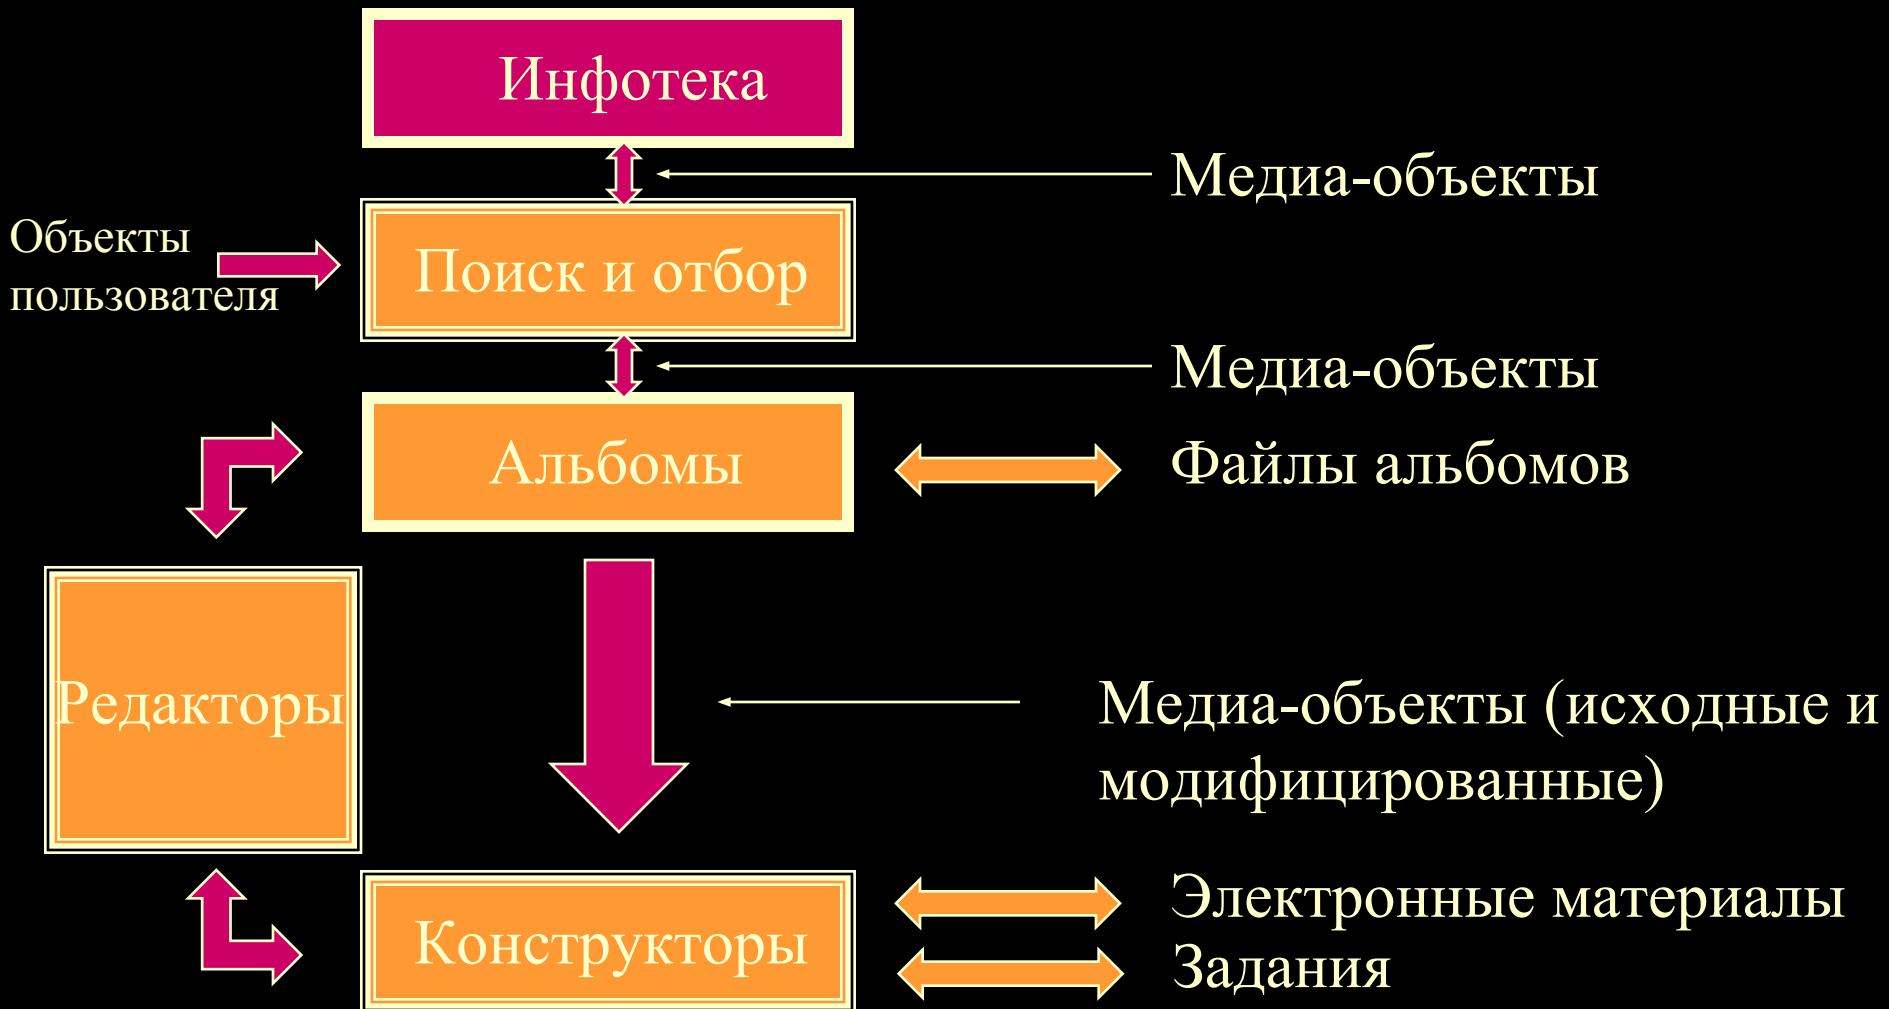 Инфотека
Медиа-объекты
Объекты
пользователя
Поиск и отбор
Медиа-объекты
Альбомы
Файлы альбомов
Редакторы
Медиа-объекты (исходные и
модифицированные)
Электронные материалы
Конструкторы
Задания